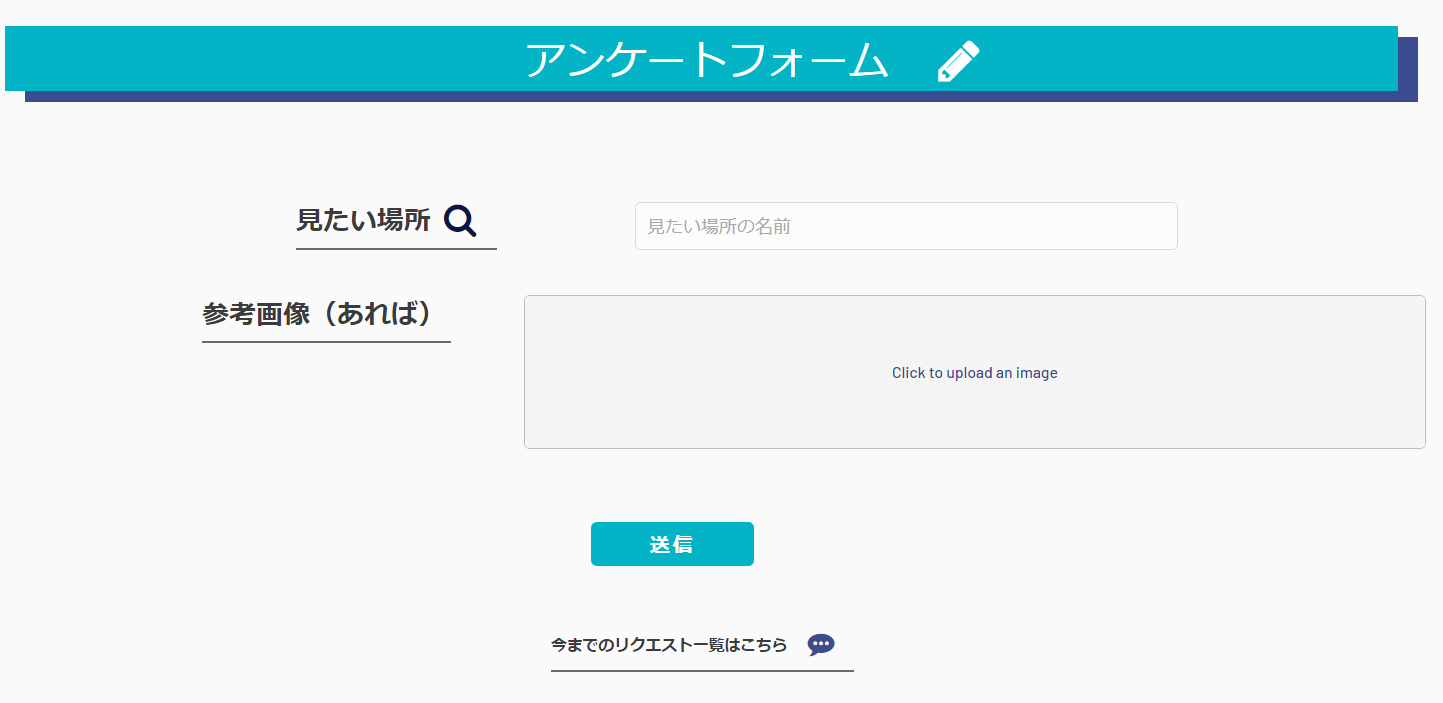 アンケートフォーム
見たい場所
見たい場所の名前
参考画像（あれば）
Click to upload an image
送信
今までのリクエスト一覧はこちら